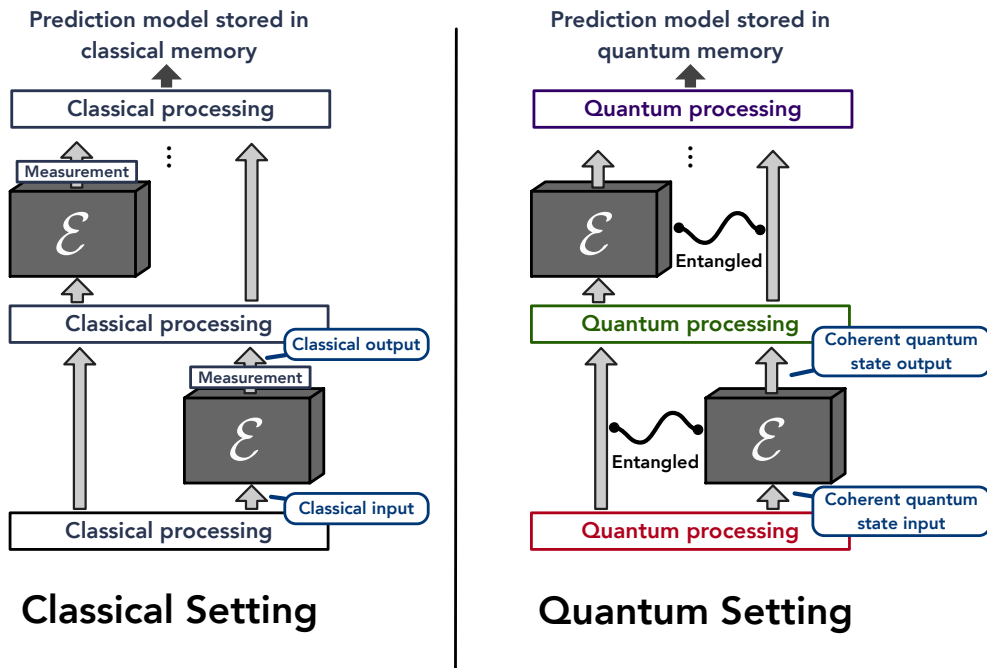 Prediction model stored in
classical memory
Classical processing
⋮
Measurement
ℰ
Classical processing
Classical output
Measurement
ℰ
Classical input
Classical processing
Classical Setting
Prediction model stored in
quantum memory
Quantum processing
⋮
ℰ
Entangled
Quantum processing
Coherent quantum
state output
ℰ
Entangled
Coherent quantum
state input
Quantum processing
Quantum Setting